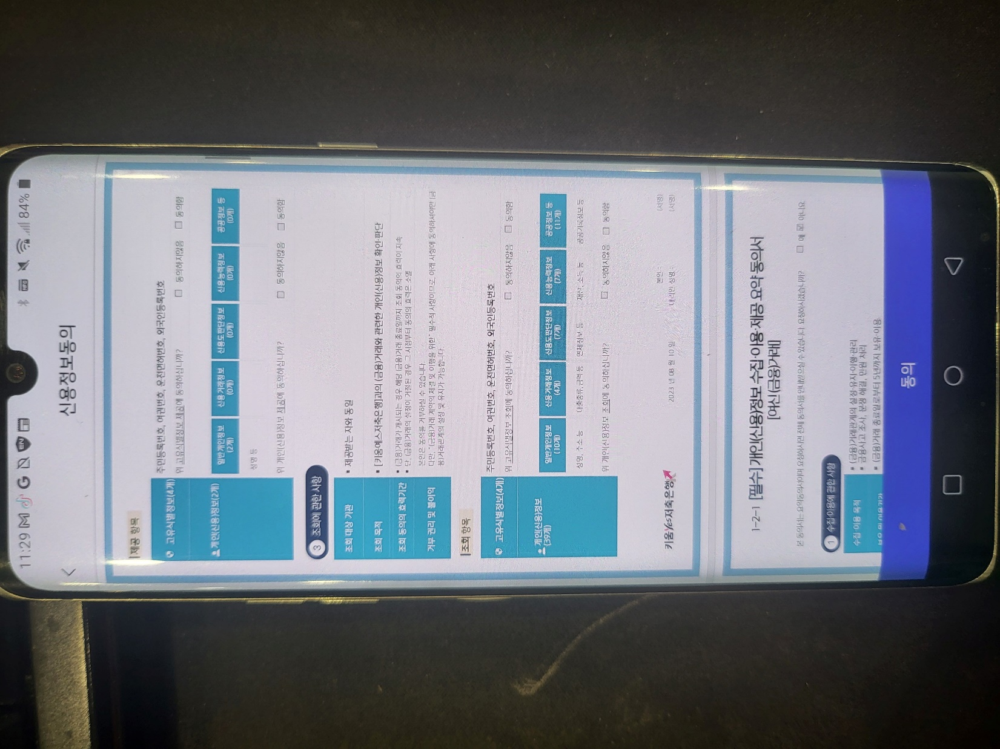 11:29
84%
신용정보동의
제공 항목
고유식별정보(4개)
주민등록번호, 여권번호, 운전면허번호, 외국인등록번호
위 고유식별정보 제공에 동의하십니까?
□ 동의하지않음 □ 동의함
개인(신용)정보(2개)
일반개인정보 (2개)
신용거래정보 (0개)
신용도판단정보 (0개)
신용능력정보 (0개)
공공정보 등 (0개)
성명 등
위 개인(신용)정보 제공에 동의하십니까?
□ 동의하지않음 □ 동의함
3 조회에 관한 사항
조회 대상 기관
▪ 제공받는 자와 동일
조회 목적
▪ [키움예스저축은행]과의 (금융)거래와 관련한 개인(신용)정보 확인·판단
조회 동의의 효력기간
▪ (금융)거래가 개시되는 경우 해당 (금융)거래 종료일까지 조회 동의의 효력이 지속
▪ 단, (금융)거래의 설정이 거절된 경우 그 시점부터 동의의 효력은 소멸
거부 권리 및 불이익
본인은 동의를 거부하실 수 있습니다.
다만, “(금융)거래 계약의 체결 및 이행을 위한” 필수적 사항이므로, 아래 사항에 동의하셔야만 (금
융)거래관계의 설정 및 유지가 가능합니다.
조회 항목
고유식별정보(4개)
주민등록번호, 여권번호, 운전면허번호, 외국인등록번호
위 고유식별정보 조회에 동의하십니까?
□ 동의하지않음 □ 동의함
개인(신용)정보 (39개)
일반개인정보 (10개)
신용거래정보 (4개)
신용도판단정보 (7개)
신용능력정보 (7개)
공공정보 등 (11개)
성명, 주소 등
대출종류, 금액 등
연체정보 등
재산, 소득 등
공공기록정보 등
위 개인(신용)정보 조회에 동의하십니까?
□ 동의하지않음 □ 동의함
키움Yes저축은행
2023 년 08 월 10 일
본인 : (서명)
대리인 성명 : (서명)
1-2-1 [필수] 개인(신용)정보 수집·이용·제공 요약 동의서
[여신(금융)거래]
본 동의서는 요약동의서이며 요청하시면 전체 동의서를 안내받으실 수 있습니다. 요청하시겠습니까? □ 예 ☑ 아니요
1 수집·이용에 관한 사항
수집·이용 목적
▪ (금융)거래관계의 설정·유지·이행·관리
▪ 금융사고 조사, 분쟁 해결, 민원 처리
▪ (금융)거래 종료일로부터 5년까지 보유·이용
동의